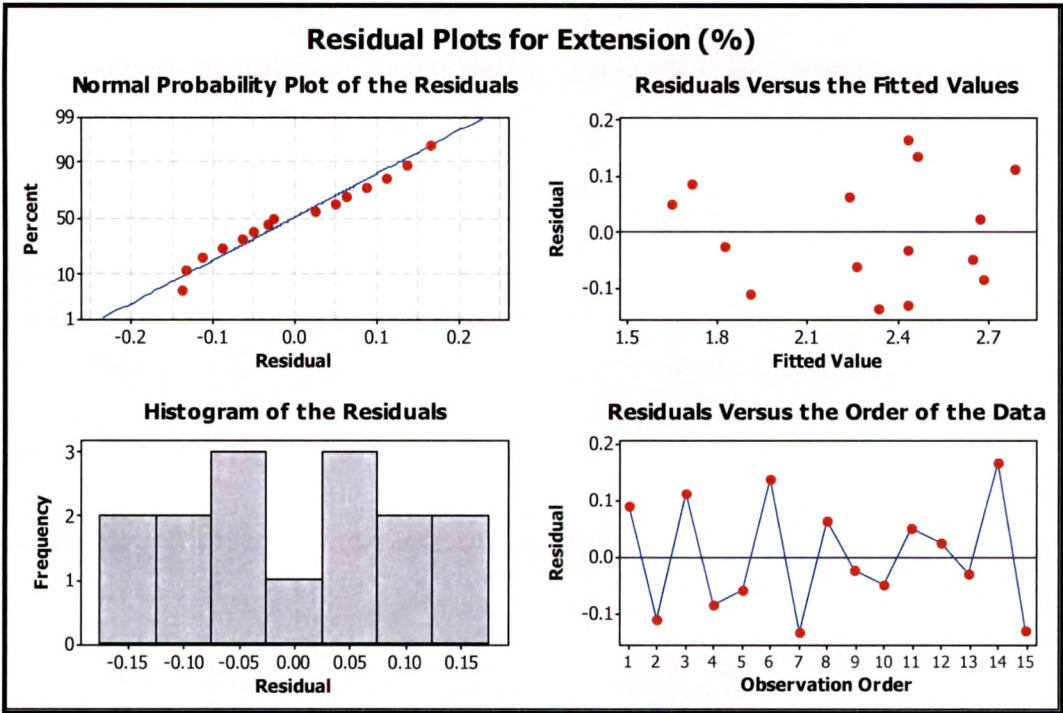 Residual Plots for Extension (%)
Normal Probability Plot of the Residuals
99
90
50
10
1
Percent
-0.2 -0.1 0.0 0.1 0.2
Residual
Residuals Versus the Fitted Values
0.2
0.1
0.0
-0.1
Residual
1.5 1.8 2.1 2.4 2.7
Fitted Value
Histogram of the Residuals
3
2
1
0
Frequency
-0.15 -0.10 -0.05 0.00 0.05 0.10 0.15
Residual
Residuals Versus the Order of the Data
0.2
0.1
0.0
-0.1
Residual
1 2 3 4 5 6 7 8 9 10 11 12 13 14 15
Observation Order